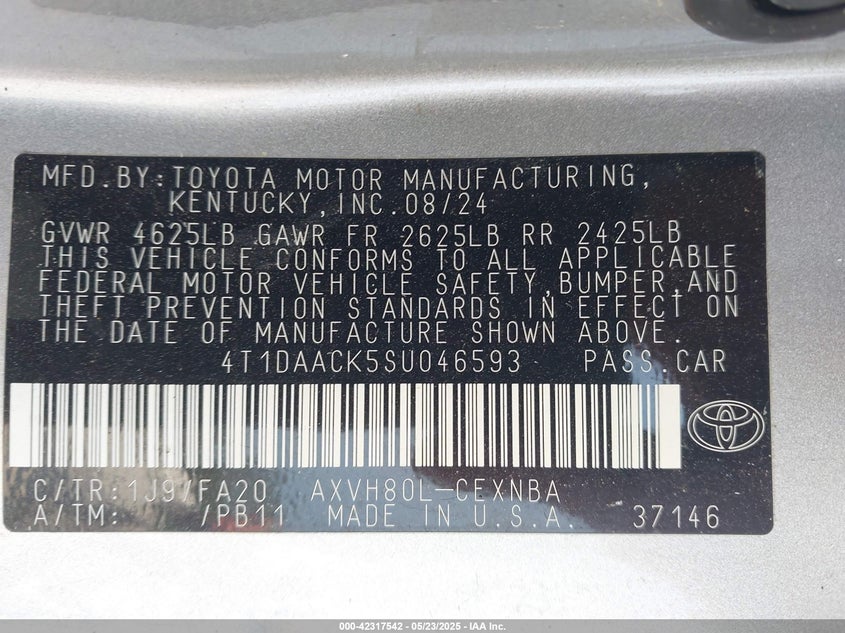 MFD.BY:TOYOTA MOTOR MANUFACTURING,
KENTUCKY,INC.08/24
GVWR 4625LB GAWR FR 2625LB RR 2425LB
THIS VEHICLE CONFORMS TO ALL APPLICABLE
FEDERAL MOTOR VEHICLE SAFETY,BUMPER,AND
THEFT PREVENTION STANDARDS IN EFFECT ON
THE DATE OF MANUFACTURE SHOWN ABOVE.
4T1DAACK5SU046593 PASS.CAR
C/TR:1J9/FA20 AXVH80L-CEXNBA
A/TM: /PB11 MADE IN U.S.A. 37146
000-42317542 - 05/23/2025 - IAA Inc.